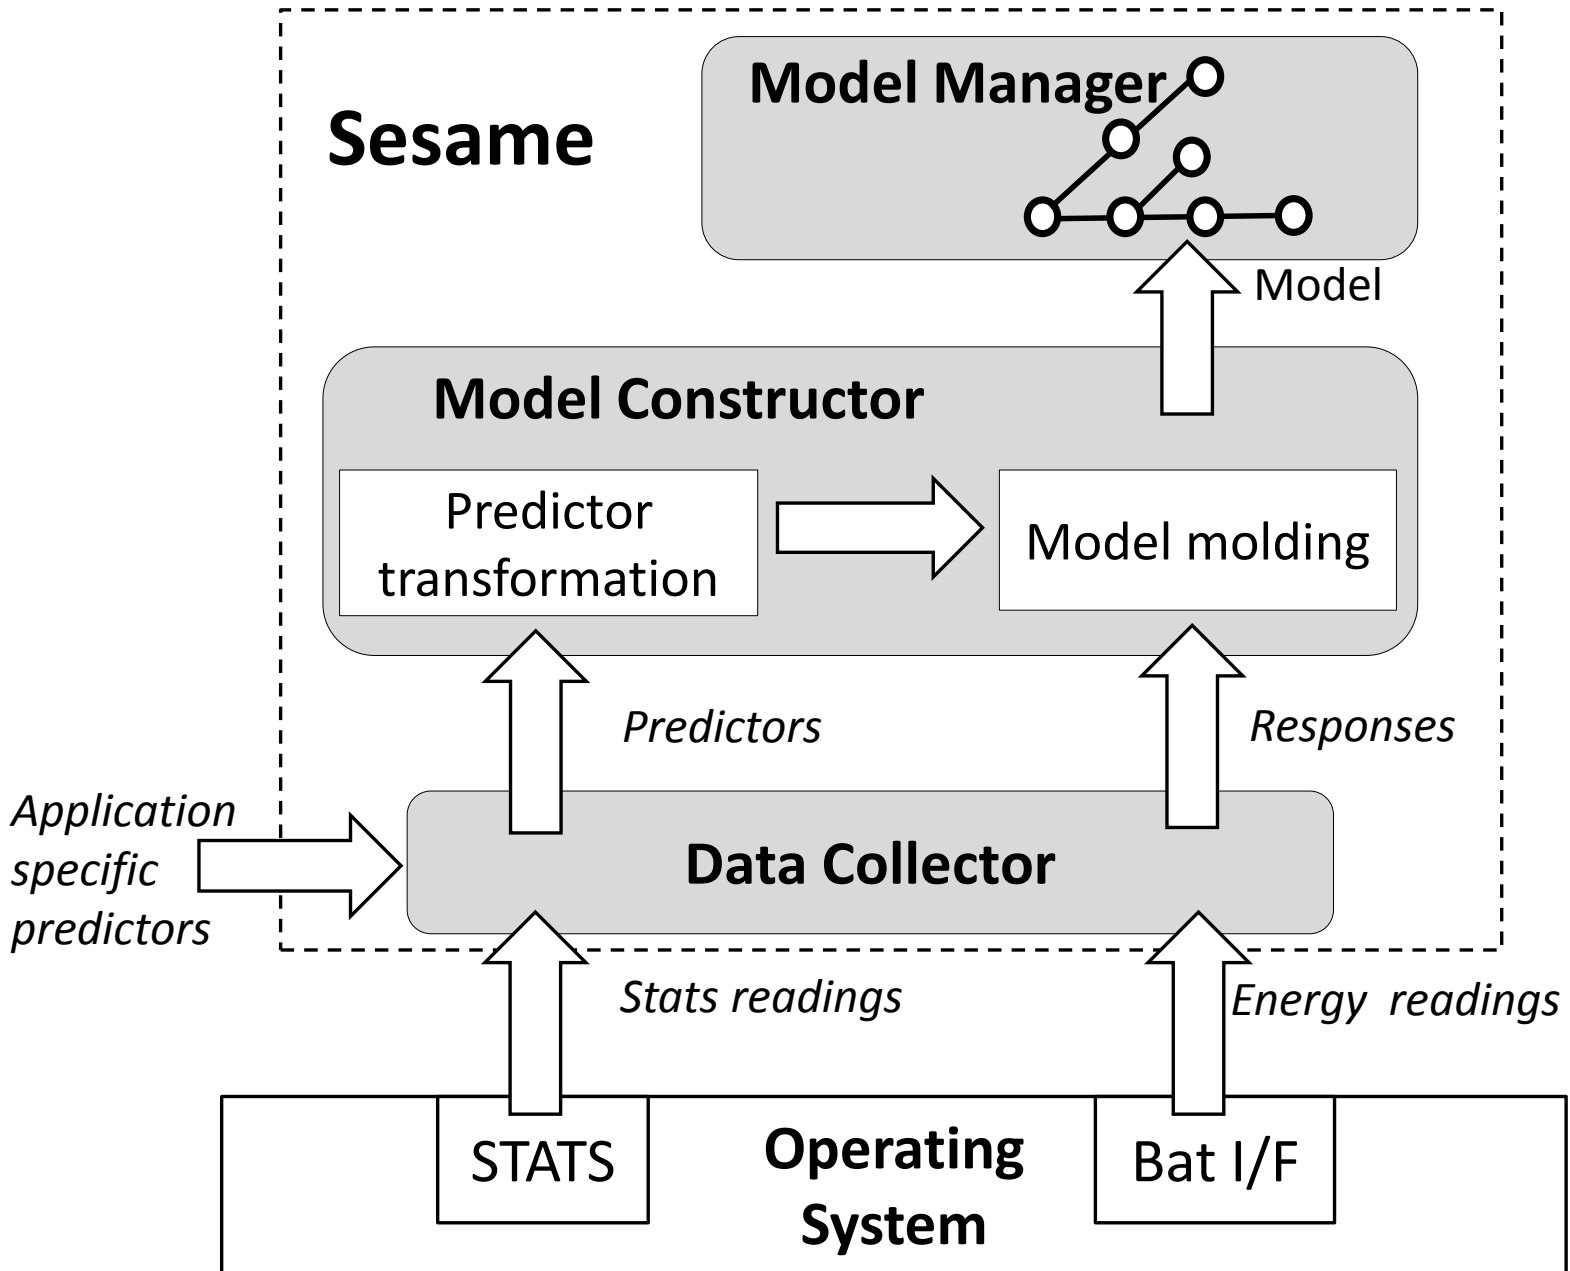 Model Manager
Sesame
Model
Model Constructor
Predictor
transformation
Model molding
Predictors
Responses
Application
specific
predictors
Data Collector
Stats readings
Energy readings
STATS
Operating
System
Bat I/F